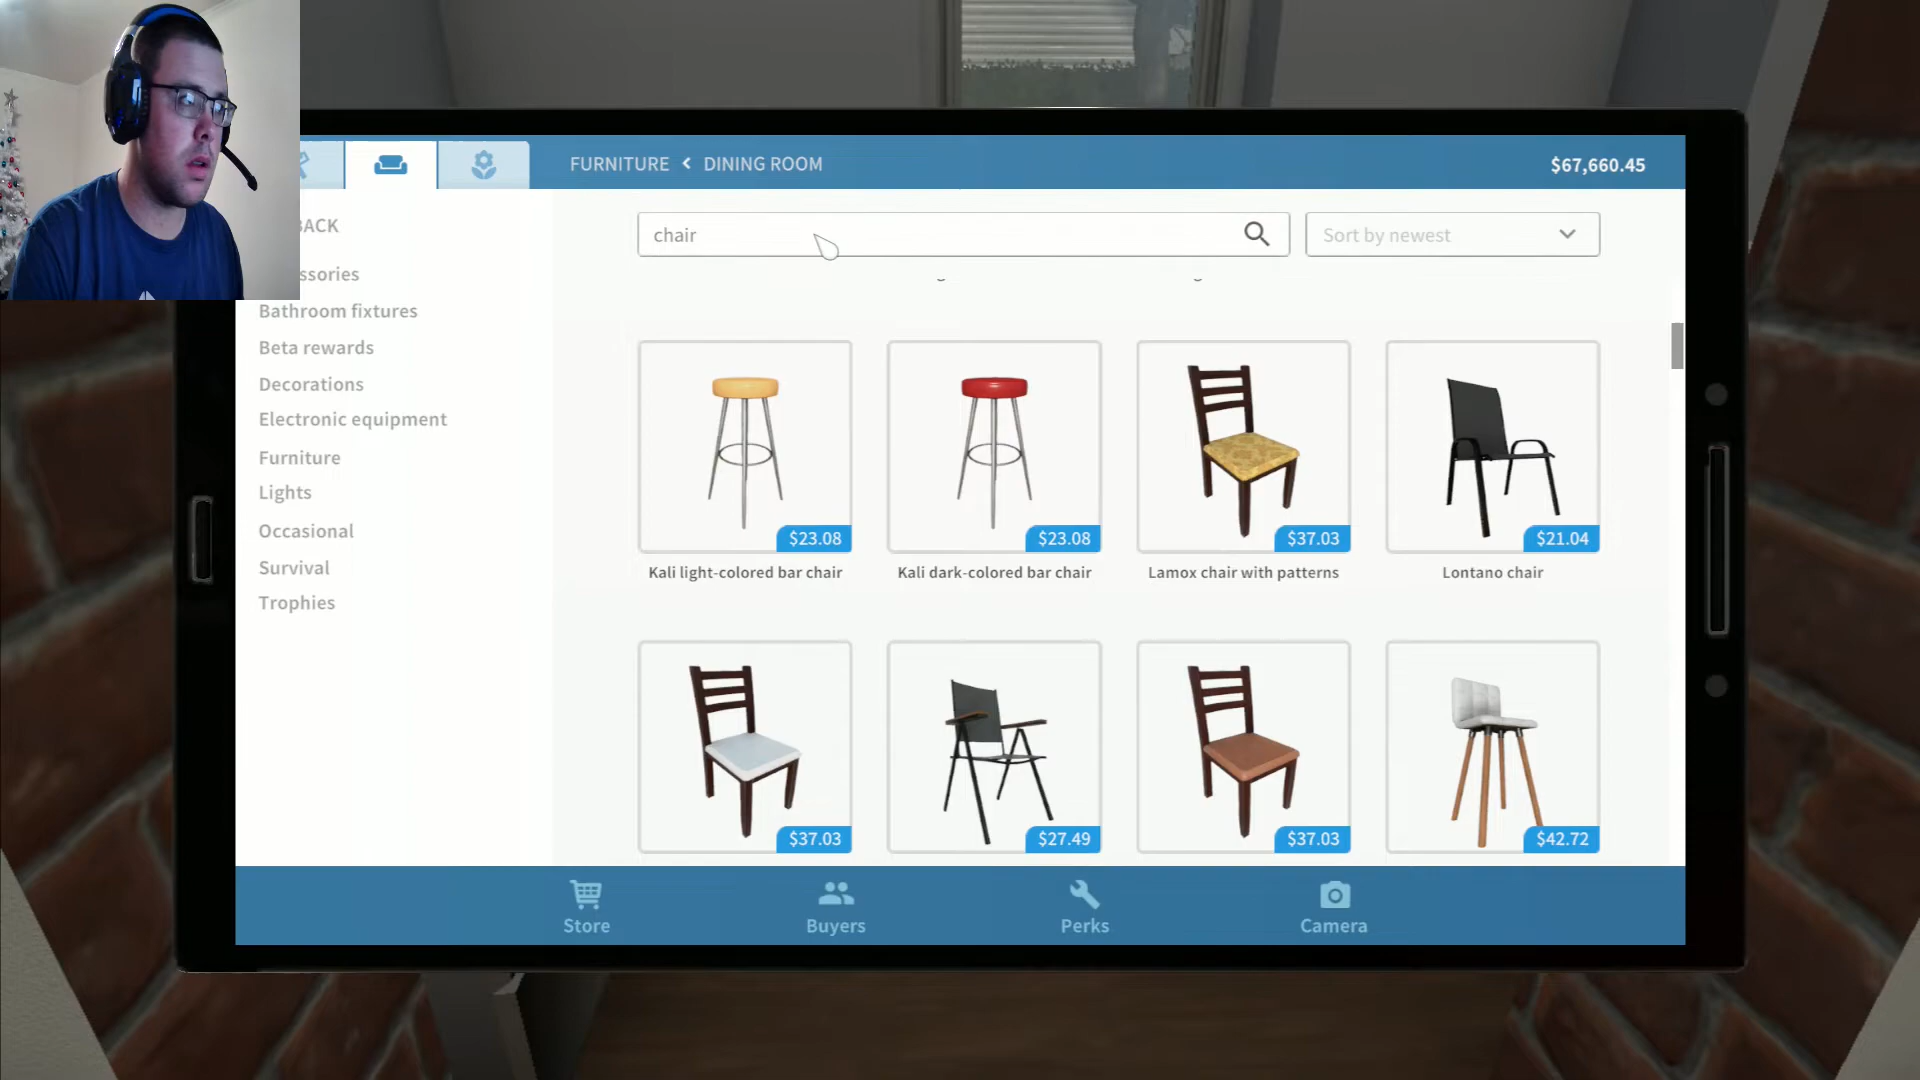 FURNITURE < DINING ROOM
$67,660.45
chair
Sort by newest
BACK
ssories
Bathroom fixtures
Beta rewards
Decorations
Electronic equipment
Furniture
Lights
Occasional
Survival
Trophies
$23.08
$23.08
$37.03
$21.04
Kali light-colored bar chair
Kali dark-colored bar chair
Lamox chair with patterns
Lontano chair
$37.03
$27.49
$37.03
$42.72
Store
Buyers
Perks
Camera